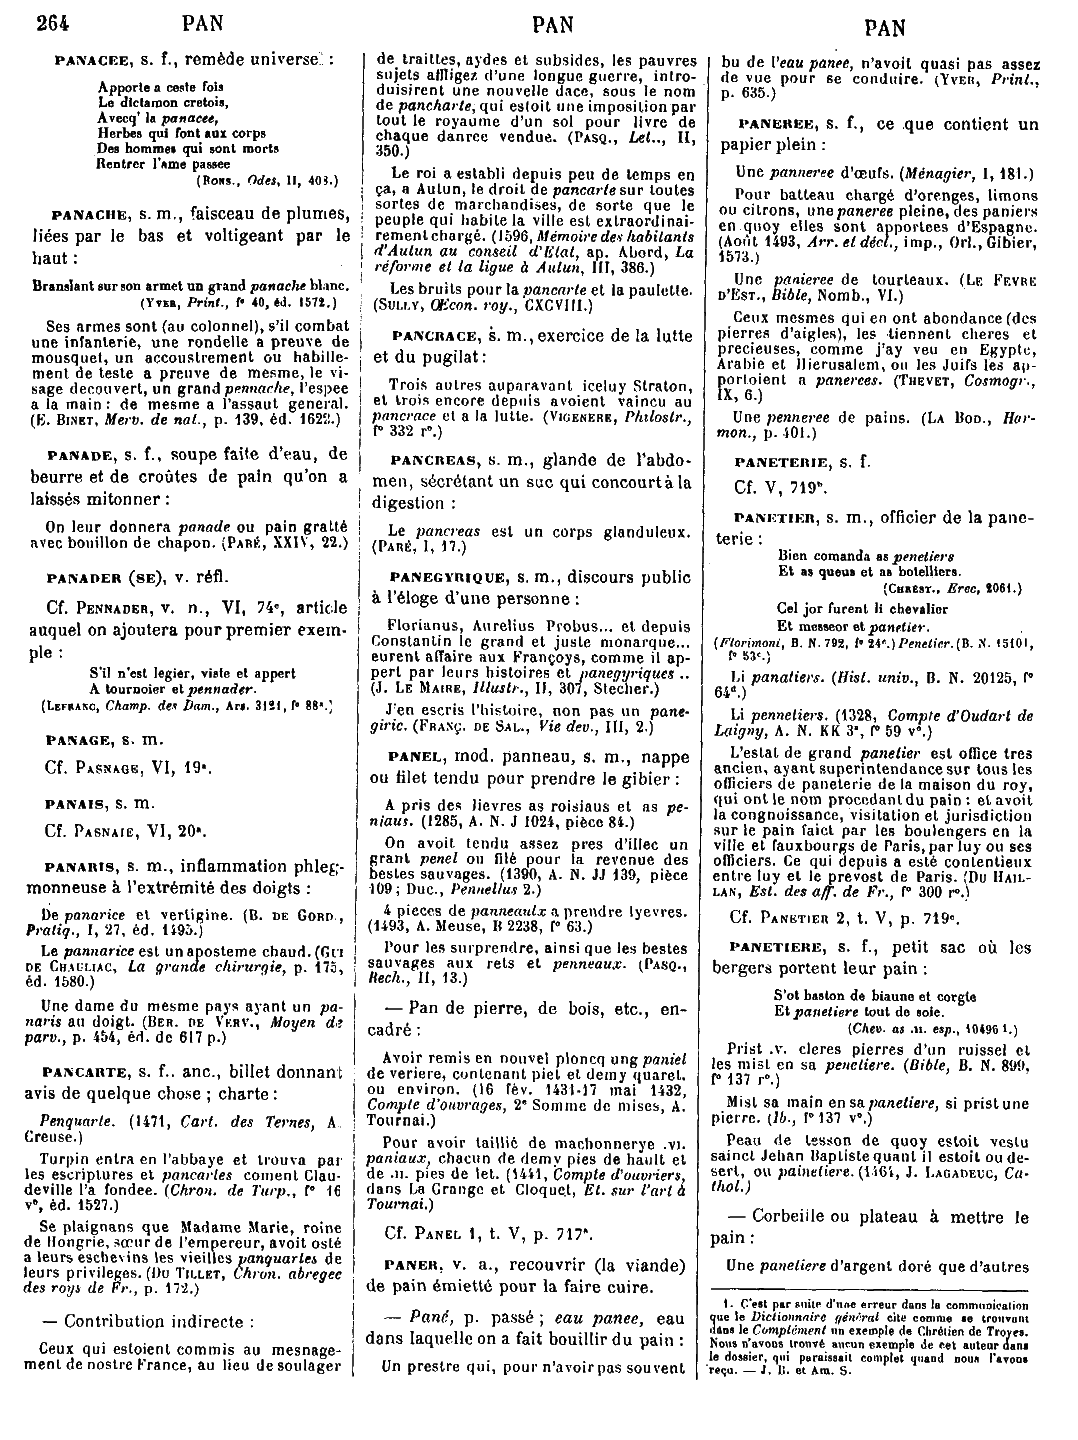 264 PAN PAN PAN
PANACEE, s. f., remède universel :
Apporte a ceste fois
Le dictamon cretois,
Avecq' la panacee,
Herbes qui font aux corps
Des hommes qui sont morts
Rentrer l'ame passee
(RONS., Odes, II, 403.)
PANACHE, s. m., faisceau de plumes,
liées par le bas et voltigeant par le
haut :
Branslant sur son armet un grand panache blanc.
(YVER, Print., f° 40, éd. 1572.)
Ses armes sont (au colonnel), s'il combat
une infanterie, une rondelle a preuve de
mousquet, un accoustrement ou habille-
ment de teste a preuve de mesme, le vi-
sage decouvert, un grand pennache, l'espee
a la main : de mesme a l'assaut general.
(E. BINET, Merv. de nat., p. 139, éd. 1622.)
PANADE, s. f., soupe faite d'eau, de
beurre et de croûtes de pain qu'on a
laissés mitonner :
On leur donnera panade ou pain gratté
avec bouillon de chapon. (PARÉ, XXIV, 22.)
PANADER (SE), v. réfl.
Cf. PENNADER, v. n., VI, 74c, article
auquel on ajoutera pour premier exem-
ple :
S'il n'est legier, viste et appert
A tournoier et pennader.
(LEFRANC, Champ. des Dam., Ars. 3121, f° 88a.)
PANAGE, s. m.
Cf. PASNAGE, VI, 19a.
PANAIS, s. m.
Cf. PASNAIE, VI, 20a.
PANARIS, s. m., inflammation phleg-
monneuse à l'extrémité des doigts :
De panarice et vertigine. (B. DE GORD.,
Pratiq., I, 27, éd. 1495.)
Le pannarice est un aposteme chaud. (GUI
DE CHAULIAC, La grande chirurgie, p. 175,
éd. 1580.)
Une dame du mesme pays ayant un pa-
naris au doigt. (BER. DE VERV., Moyen de
parv., p. 454, éd. de 617 p.)
PANCARTE, s. f.. anc., billet donnant
avis de quelque chose ; charte :
Penquarte. (1471, Cart. des Ternes, A.
Creuse.)
Turpin entra en l'abbaye et trouva par
les escriptures et pancartes coment Clau-
deville l'a fondee. (Chron. de Turp., f° 16
v°, éd. 1527.)
Se plaignans que Madame Marie, roine
de Hongrie, sœur de l'empereur, avoit osté
a leurs eschevins les vieilles panquartes de
leurs privileges. (DU TILLET, Chron. abregee
des roys de Fr., p. 172.)
— Contribution indirecte :
Ceux qui estoient commis au mesnage-
ment de nostre France, au lieu de soulager
de traittes, aydes et subsides, les pauvres
sujets affligez d'une longue guerre, intro-
duisirent une nouvelle dace, sous le nom
de pancharte, qui estoit une imposition par
tout le royaume d'un sol pour livre de
chaque danree vendue. (PASQ., Let.., II,
350.)
Le roi a establi depuis peu de temps en
ça, a Autun, le droit de pancarte sur toutes
sortes de marchandises, de sorte que le
peuple qui habite la ville est extraordinai-
rement chargé. (1596, Mémoire des habitants
d'Autun au conseil d'Etat, ap. Abord, La
réforme et la ligue à Autun, III, 386.)
Les bruits pour la pancarte et la paulette.
(SULLY, Œcon. roy., CXCVIII.)
PANCRACE, s. m., exercice de la lutte
et du pugilat :
Trois autres auparavant iceluy Straton,
et trois encore depuis avoient vaincu au
pancrace et a la lutte. (VIGENERE, Philostr.,
f° 332 r°.)
PANCREAS, s. m., glande de l'abdo-
men, sécrétant un suc qui concourt à la
digestion :
Le pancreas est un corps glanduleux.
(PARÉ, I, 17.)
PANEGYRIQUE, s. m., discours public
à l'éloge d'une personne :
Florianus, Aurelius Probus... et depuis
Constantin le grand et juste monarque...
eurent affaire aux Françoys, comme il ap-
pert par leurs histoires et panegyriques ..
(J. LE MAIRE, Illustr., II, 307, Stecher.)
J'en escris l'histoire, non pas un pane-
giric. (FRANÇ. DE SAL., Vie dev., III, 2.)
PANEL, mod. panneau, s. m., nappe
ou filet tendu pour prendre le gibier :
A pris des lievres as roisiaus et as pe-
niaus. (1285, A. N. J 1024, pièce 84.)
On avoit tendu assez pres d'illec un
grant penel ou filé pour la revenue des
bestes sauvages. (1390, A. N. JJ 139, pièce
109 ; Duc., Penellus 2.)
4 pieces de panneaulx a prendre lyevres.
(1493, A. Meuse, B 2238, f° 63.)
Pour les surprendre, ainsi que les bestes
sauvages aux rets et penneaux. (PASQ.,
Rech., II, 13.)
— Pan de pierre, de bois, etc., en-
cadré :
Avoir remis en nouvel ploncq ung paniel
de veriere, contenant piet et demy quaret,
ou environ. (16 fév. 1431-17 mai 1432,
Compte d'ouvrages, 2e Somme de mises, A.
Tournai.)
Pour avoir taillié de machonnerye .VI.
paniaux, chacun de demy pies de hault et
de .II. pies de let. (1441, Compte d'ouvriers,
dans La Grange et Cloquet, Et. sur l'art à
Tournai.)
Cf. PANEL 1, t. V, p. 717a.
PANER, v. a., recouvrir (la viande)
de pain émietté pour la faire cuire.
— Pané, p. passé ; eau panee, eau
dans laquelle on a fait bouillir du pain :
Un prestre qui, pour n'avoir pas souvent
bu de l'eau panee, n'avoit quasi pas assez
de vue pour se conduire. (YVER, Print.,
p. 635.)
PANEREE, s. f., ce que contient un
papier plein :
Une panneree d'œufs. (Ménagier, I, 181.)
Pour batteau chargé d'orenges, limons
ou citrons, une paneree pleine, des paniers
en quoy elles sont apportees d'Espagne.
(Août 1493, Arr. et décl., imp., Orl., Gibier,
1573.)
Une panieree de tourteaux. (LE FEVRE
D'EST., Bible, Nomb., VI.)
Ceux mesmes qui en ont abondance (des
pierres d'aigles), les tiennent cheres et
precieuses, comme j'ay veu en Egypte,
Arabie et Hierusalem, ou les Juifs les ap-
portoient a panerees. (THEVET, Cosmogr.,
IX, 6.)
Une penneree de pains. (LA BOD., Har-
mon., p. 401.)
PANETERIE, s. f.
Cf. V, 719b.
PANETIER, s. m., officier de la pane-
terie :
Bien comanda as penetiers
Et as queus et as botelliers.
(CHREST., Erec, 2061.)
Cel jor furent li chevalier
Et messeor et panetier.
(Florimont, B. N. 792, f° 24c.) Penetier. (B. N. 15101,
f° 53c.)
Li panatiers. (Hist. univ., B. N. 20125, f°
64d.)
Li pennetiers. (1328, Compte d'Oudart de
Laigny, A. N. KK 3a, f° 59 v°.)
L'estat de grand panetier est office tres
ancien, ayant superintendance sur tous les
officiers de paneterie de la maison du roy,
qui ont le nom procedant du pain : et avoit
la congnoissance, visitation et jurisdiction
sur le pain faict par les boulengers en la
ville et fauxbourgs de Paris, par luy ou ses
officiers. Ce qui depuis a esté contentieux
entre luy et le prevost de Paris. (DU HAIL-
LAN, Est. des aff. de Fr., f° 300 r°.)
Cf. PANETIER 2, t. V, p. 719c.
PANETIERE, s. f., petit sac où les
bergers portent leur pain :
S'ot baston de biaune et corgie
Et panetiere tout de soie.
(Chev. as .II. esp., 10496 1.)
Prist .V. cleres pierres d'un ruissel et
les mist en sa penetiere. (Bible, B. N. 899,
f° 137 r°.)
Mist sa main en sa panetiere, si prist une
pierre. (Ib., f° 137 v°.)
Peau de tesson de quoy estoit vestu
sainct Jehan Baptiste quant il estoit ou de-
sert, ou painetiere. (1464, J. LAGADEUC, Ca-
thol.)
— Corbeille ou plateau à mettre le
pain :
Une panetiere d'argent doré que d'autres
1. C'est par suite d'une erreur dans la communication
que le Dictionnaire général cite comme se trouvant
dans le Complément un exemple de Chrétien de Troyes.
Nous n'avons trouvé aucun exemple de cet auteur dans
le dossier, qui paraissait complet quand nous l'avons
reçu. — J. B. et Am. S.